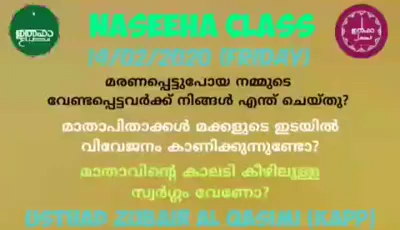 NASEEHA CLASS
14/02/2020 (FRIDAY)
മരണപ്പെട്ടുപോയ നമ്മുടെ
വേണ്ടപ്പെട്ടവർക്ക് നിങ്ങൾ എന്ത് ചെയ്തു?
മാതാപിതാക്കൾ മക്കളുടെ ഇടയിൽ
വിവേജനം കാണിക്കുന്നുണ്ടോ?
മാതാവിന്റെ കാലടി കീഴിലുള്ള
സ്വർഗ്ഗം വേണോ?
USTHAD ZUBAIR AL QASIMI (KAPP)